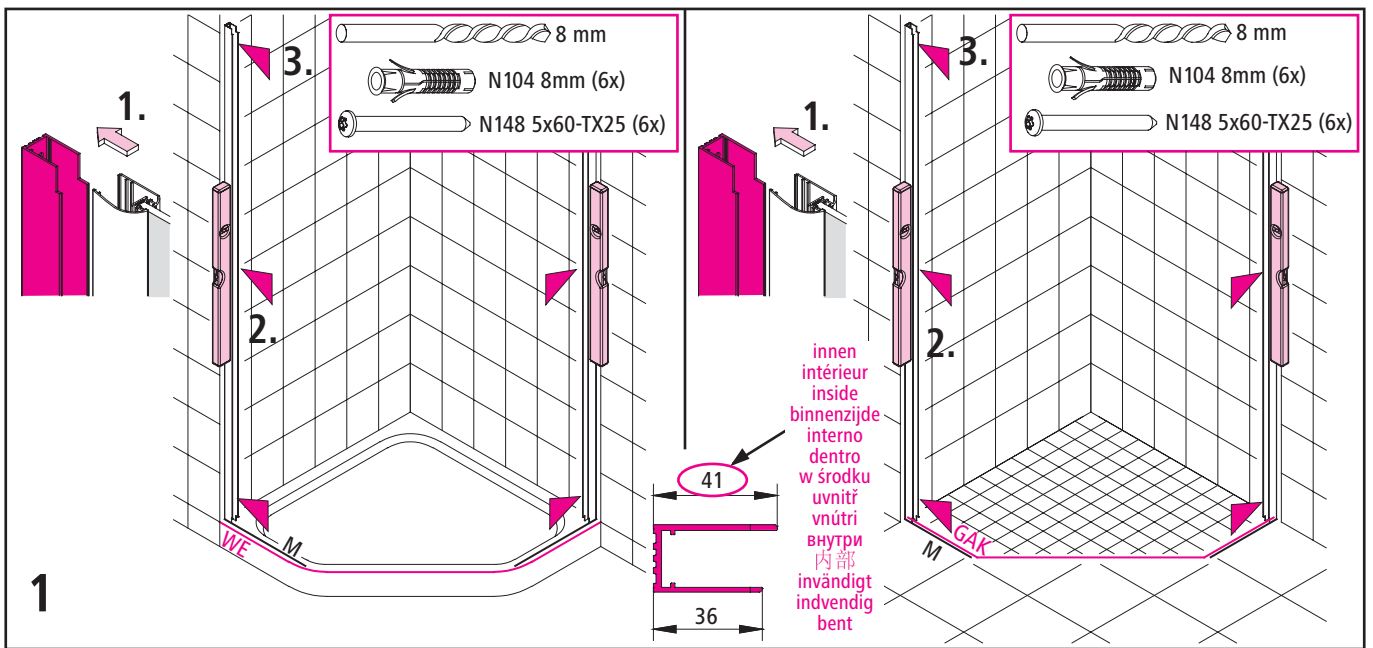 3.
8 mm
N104 8mm (6x)
N148 5x60-TX25 (6x)
1.
2.
WE
M
1
3.
8 mm
N104 8mm (6x)
N148 5x60-TX25 (6x)
1.
2.
innen
intérieur
inside
binnenzijde
interno
dentro
w środku
uvnitř
vnútri
внутри
内部
invändigt
indvendig
bent
41
36
GAK
M